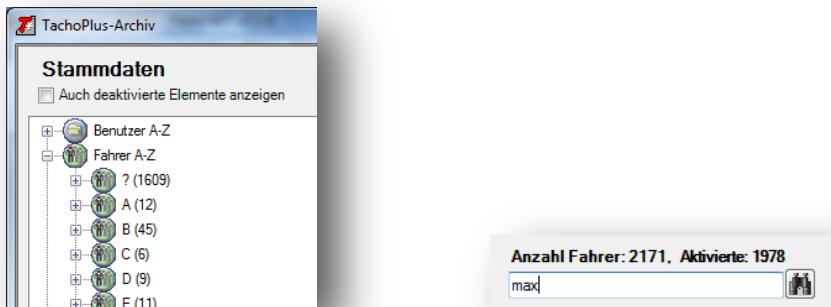 TachoPlus-Archiv
Stammdaten
Auch deaktivierte Elemente anzeigen
Benutzer A-Z
Fahrer A-Z
? (1609)
A (12)
B (45)
C (6)
D (9)
E (11)
Anzahl Fahrer: 2171, Aktivierte: 1978
max